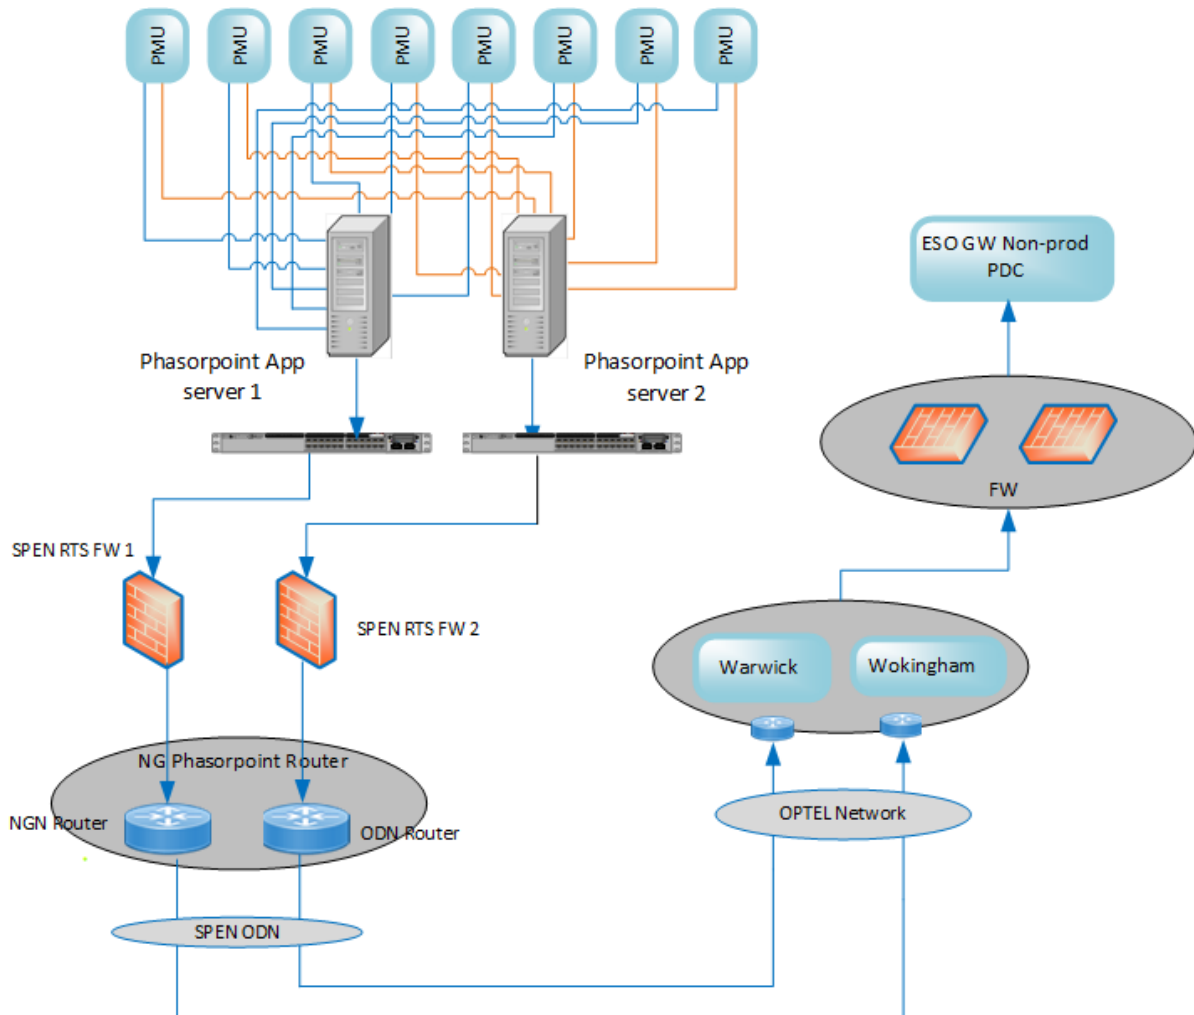 PMU
PMU
PMU
PMU
PMU
PMU
PMU
PMU
Phasorpoint App
server 1
Phasorpoint App
server 2
ESO GW Non-prod
PDC
FW
SPEN RTS FW 1
SPEN RTS FW 2
Warwick
Wokingham
NG Phasorpoint Router
NGN Router
ODN Router
OPTEL Network
SPEN ODN